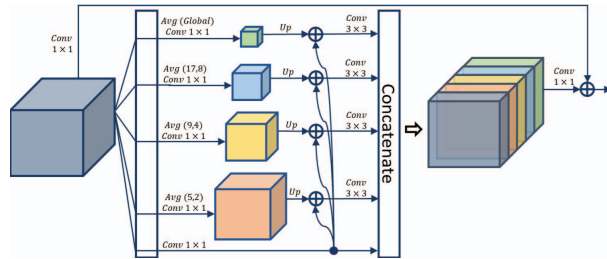 Conv
1 × 1
Avg (Global)
Conv 1 × 1
Up
Conv
3 × 3
Avg (17,8)
Conv 1 × 1
Up
Conv
3 × 3
Avg (9,4)
Conv 1 × 1
Up
Conv
3 × 3
Avg (5,2)
Conv 1 × 1
Up
Conv
3 × 3
Conv 1 × 1
Concatenate
Conv
1 × 1